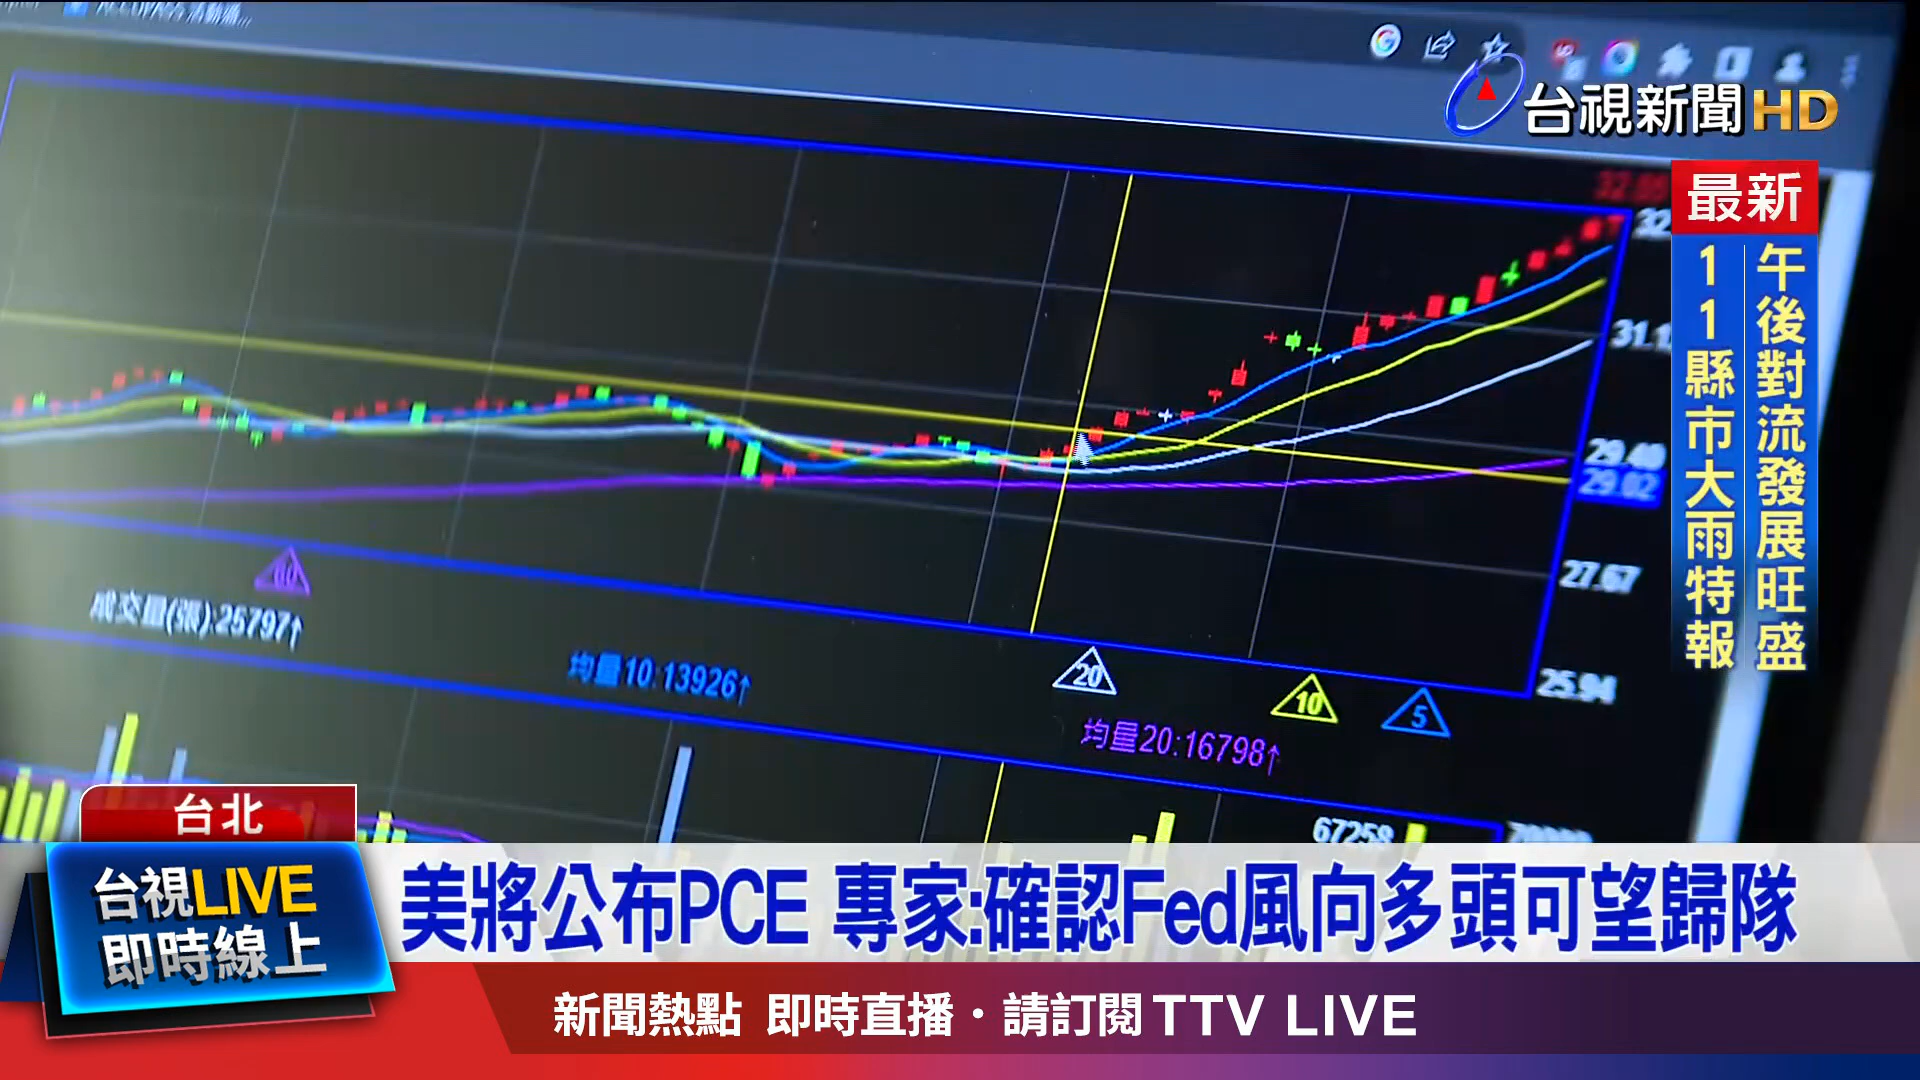 台視新聞HD
最新
午後對流發展旺盛
11縣市大雨特報
32
31.1
29.40
29.02
27.67
25.94
60
成交量(張):25797↑
均量10:13926↑
20
10
5
均量20:16798↑
67258
台北
台視LIVE
即時線上
美將公布PCE 專家:確認Fed風向多頭可望歸隊
新聞熱點 即時直播・請訂閱TTV LIVE